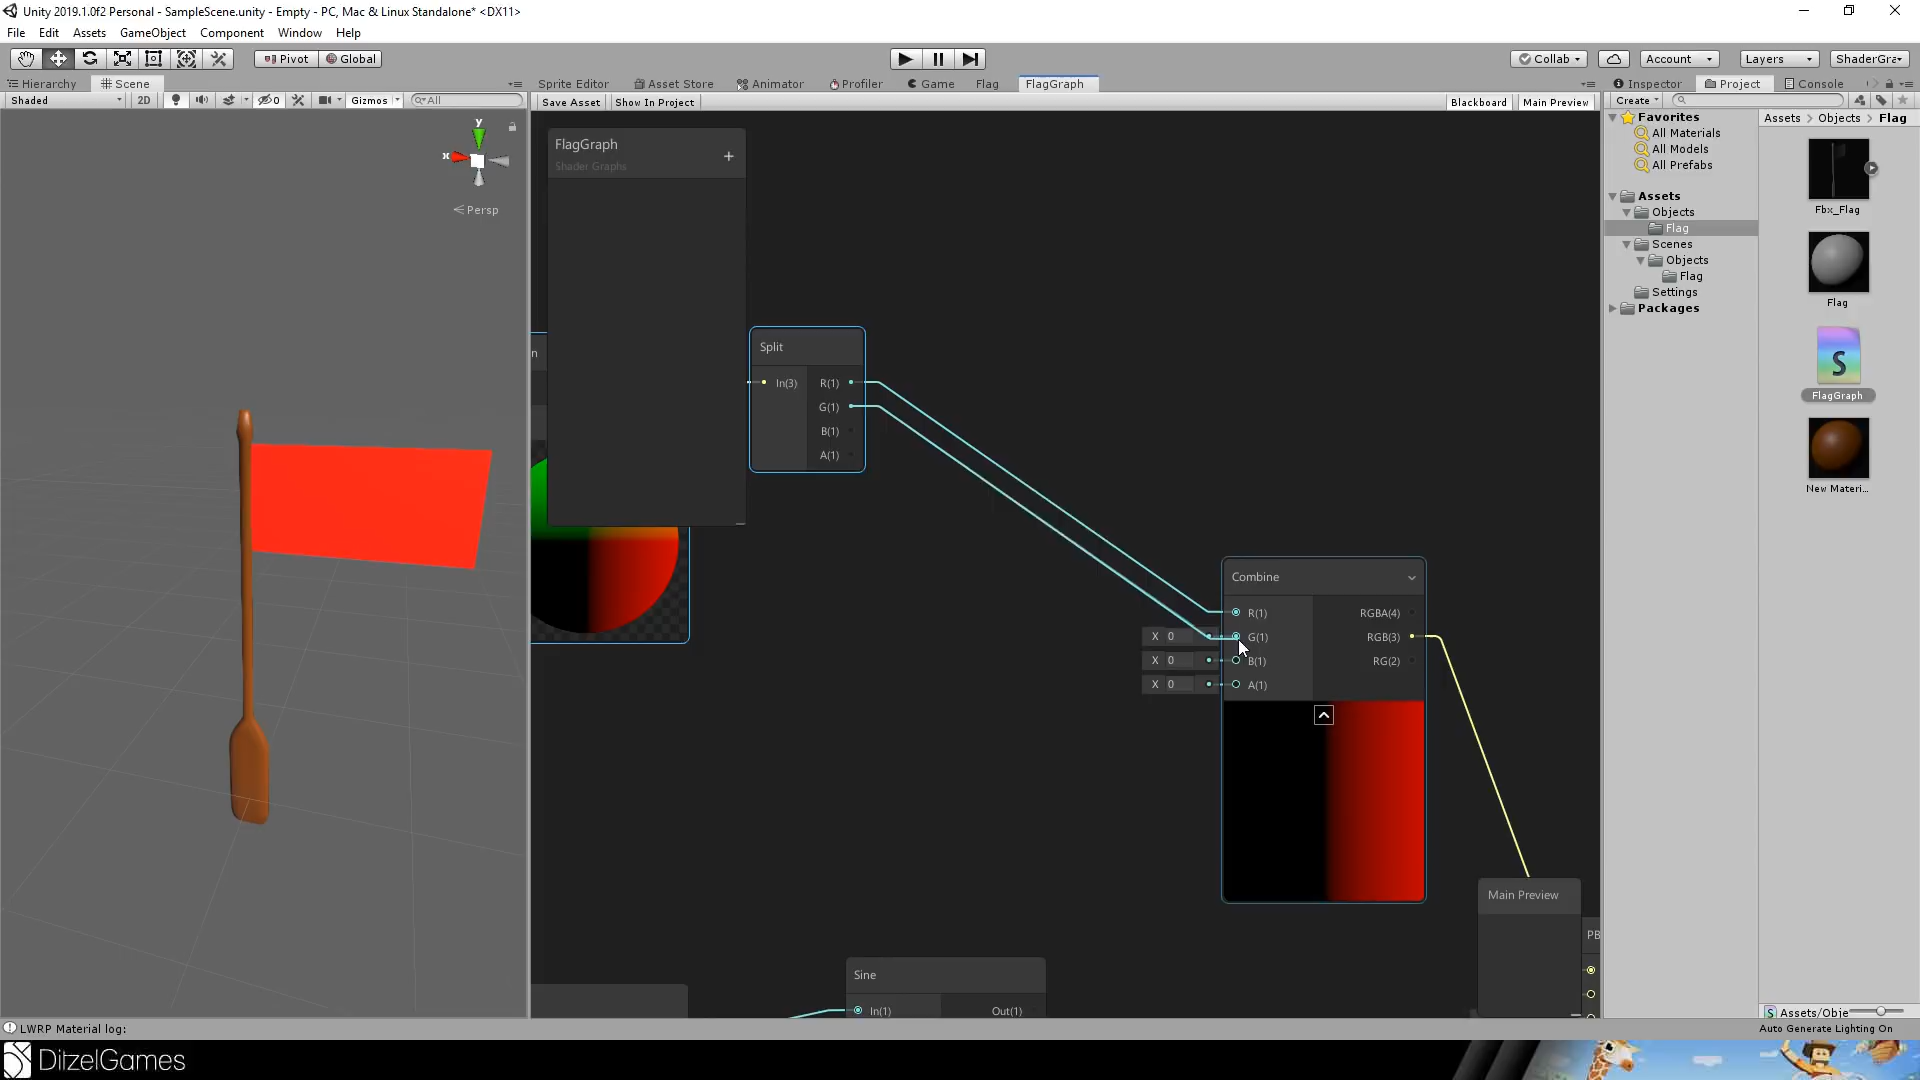 Unity 2019.1.0f2 Personal - SampleScene.unity - Empty - PC, Mac & Linux Standalone* <DX11>
File Edit Assets GameObject Component Window Help
Pivot Global Collab Account Layers ShaderGra
Hierarchy Scene Sprite Editor Asset Store Animator Profiler Game Flag FlagGraph Inspector Project Console
Shaded 2D 0 Gizmos All Save Asset Show In Project Blackboard Main Preview Create
Assets > Objects > Flag
y
x
Persp
FlagGraph
Shader Graphs
n
Split
In(3) R(1)
G(1)
B(1)
A(1)
Combine
R(1) RGBA(4)
X 0 G(1) RGB(3)
X 0 B(1) RG(2)
X 0 A(1)
Main Preview
PB
Sine
In(1) Out(1)
Favorites
All Materials
All Models
All Prefabs
Assets
Objects
Flag
Scenes
Objects
Flag
Settings
Packages
Fbx_Flag
Flag
S
FlagGraph
New Materi...
S Assets/Obje
LWRP Material log:
Auto Generate Lighting On
DitzelGames